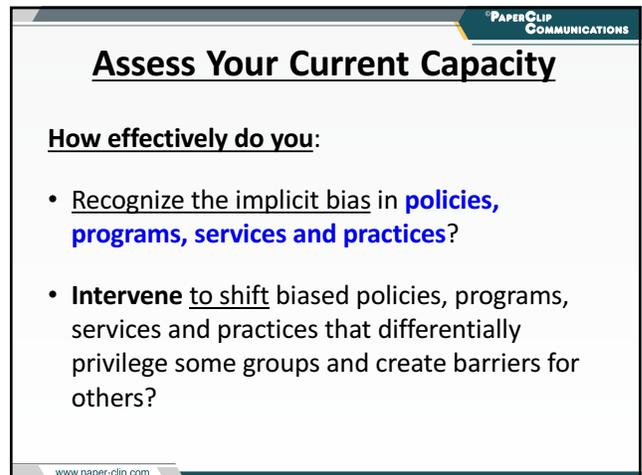 ©PAPERCLIP
COMMUNICATIONS
Assess Your Current Capacity
How effectively do you:
• Recognize the implicit bias in policies,
programs, services and practices?
• Intervene to shift biased policies, programs,
services and practices that differentially
privilege some groups and create barriers for
others?
www.paper-clip.com